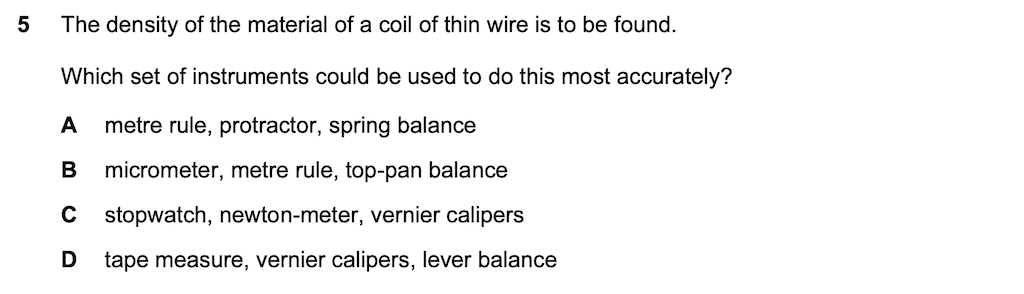 5 The density of the material of a coil of thin wire is to be found.
Which set of instruments could be used to do this most accurately?
A metre rule, protractor, spring balance
B micrometer, metre rule, top-pan balance
C stopwatch, newton-meter, vernier calipers
D tape measure, vernier calipers, lever balance